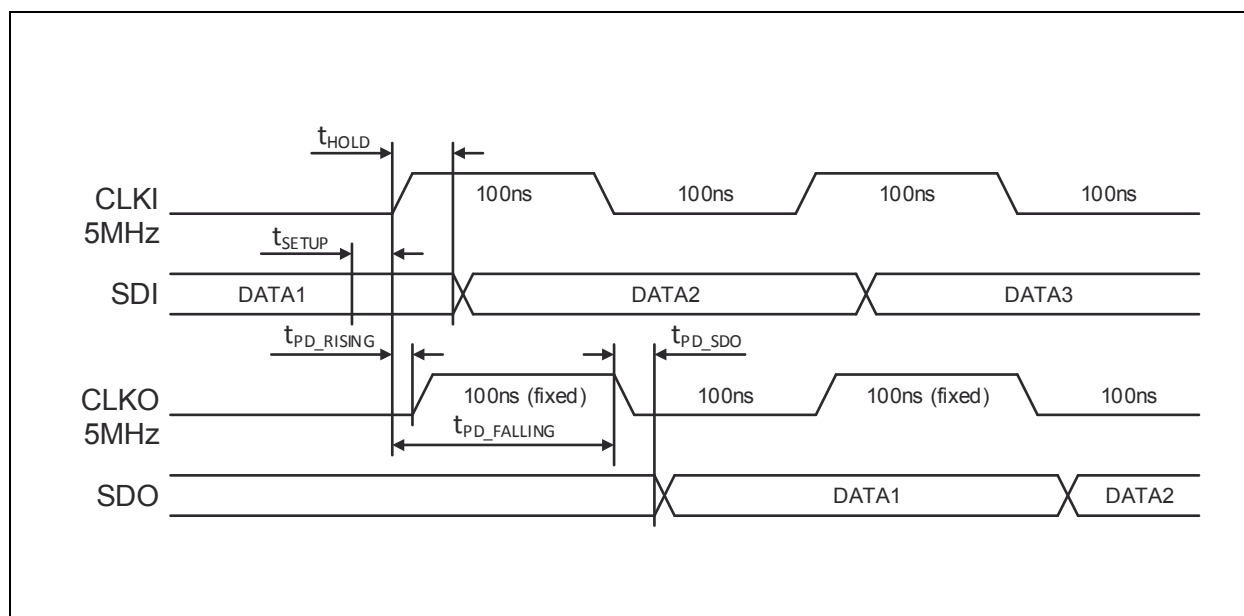 tHOLD
CLKI
5MHz
100ns
100ns
100ns
100ns
tSETUP
SDI
DATA1
DATA2
DATA3
tPD_RISING
tPD_SDO
CLKO
5MHz
100ns (fixed)
100ns
100ns (fixed)
100ns
tPD_FALLING
SDO
DATA1
DATA2